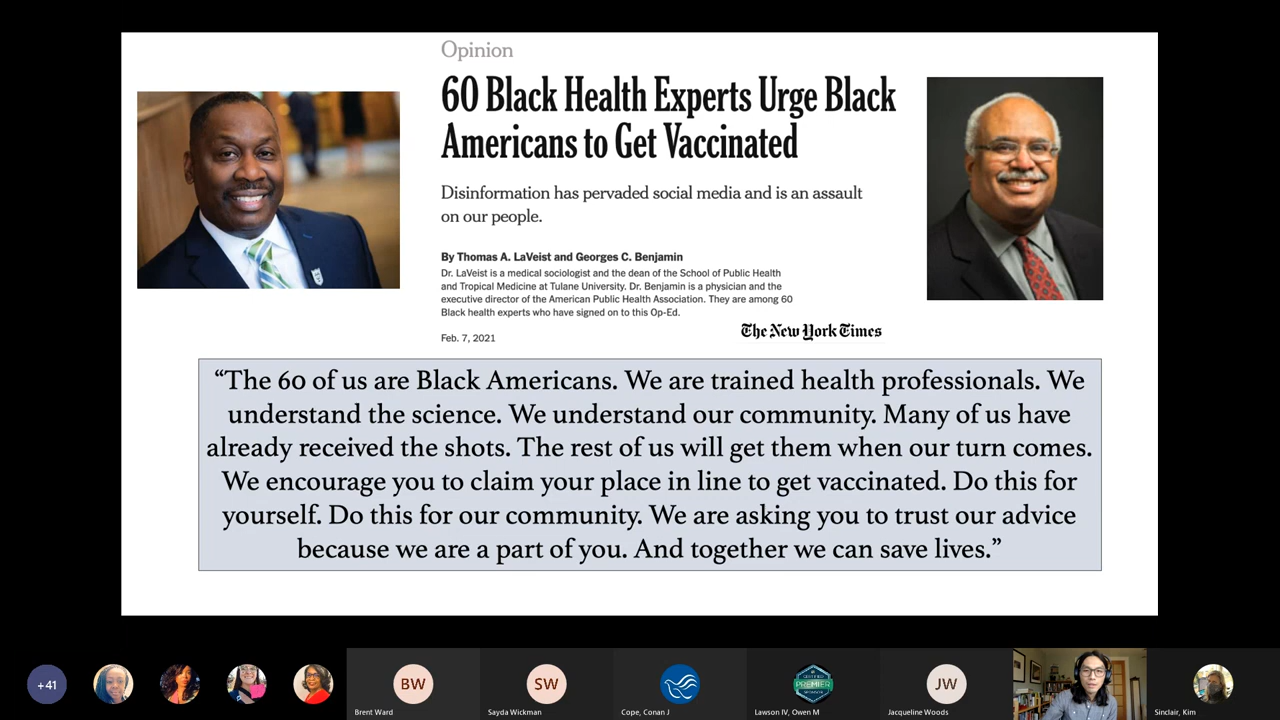 Opinion
60 Black Health Experts Urge Black
Americans to Get Vaccinated
Disinformation has pervaded social media and is an assault
on our people.
By Thomas A. LaVeist and Georges C. Benjamin
Dr. LaVeist is a medical sociologist and the dean of the School of Public Health
and Tropical Medicine at Tulane University. Dr. Benjamin is a physician and the
executive director of the American Public Health Association. They are among 60
Black health experts who have signed on to this Op-Ed.
Feb. 7, 2021
The New York Times
“The 60 of us are Black Americans. We are trained health professionals. We
understand the science. We understand our community. Many of us have
already received the shots. The rest of us will get them when our turn comes.
We encourage you to claim your place in line to get vaccinated. Do this for
yourself. Do this for our community. We are asking you to trust our advice
because we are a part of you. And together we can save lives.”
+41
BW
Brent Ward
SW
Sayda Wickman
Cope, Conan J
CERTIFIED
PREMIER
SPONSOR
Lawson IV, Owen M
JW
Jacqueline Woods
Sinclair, Kim